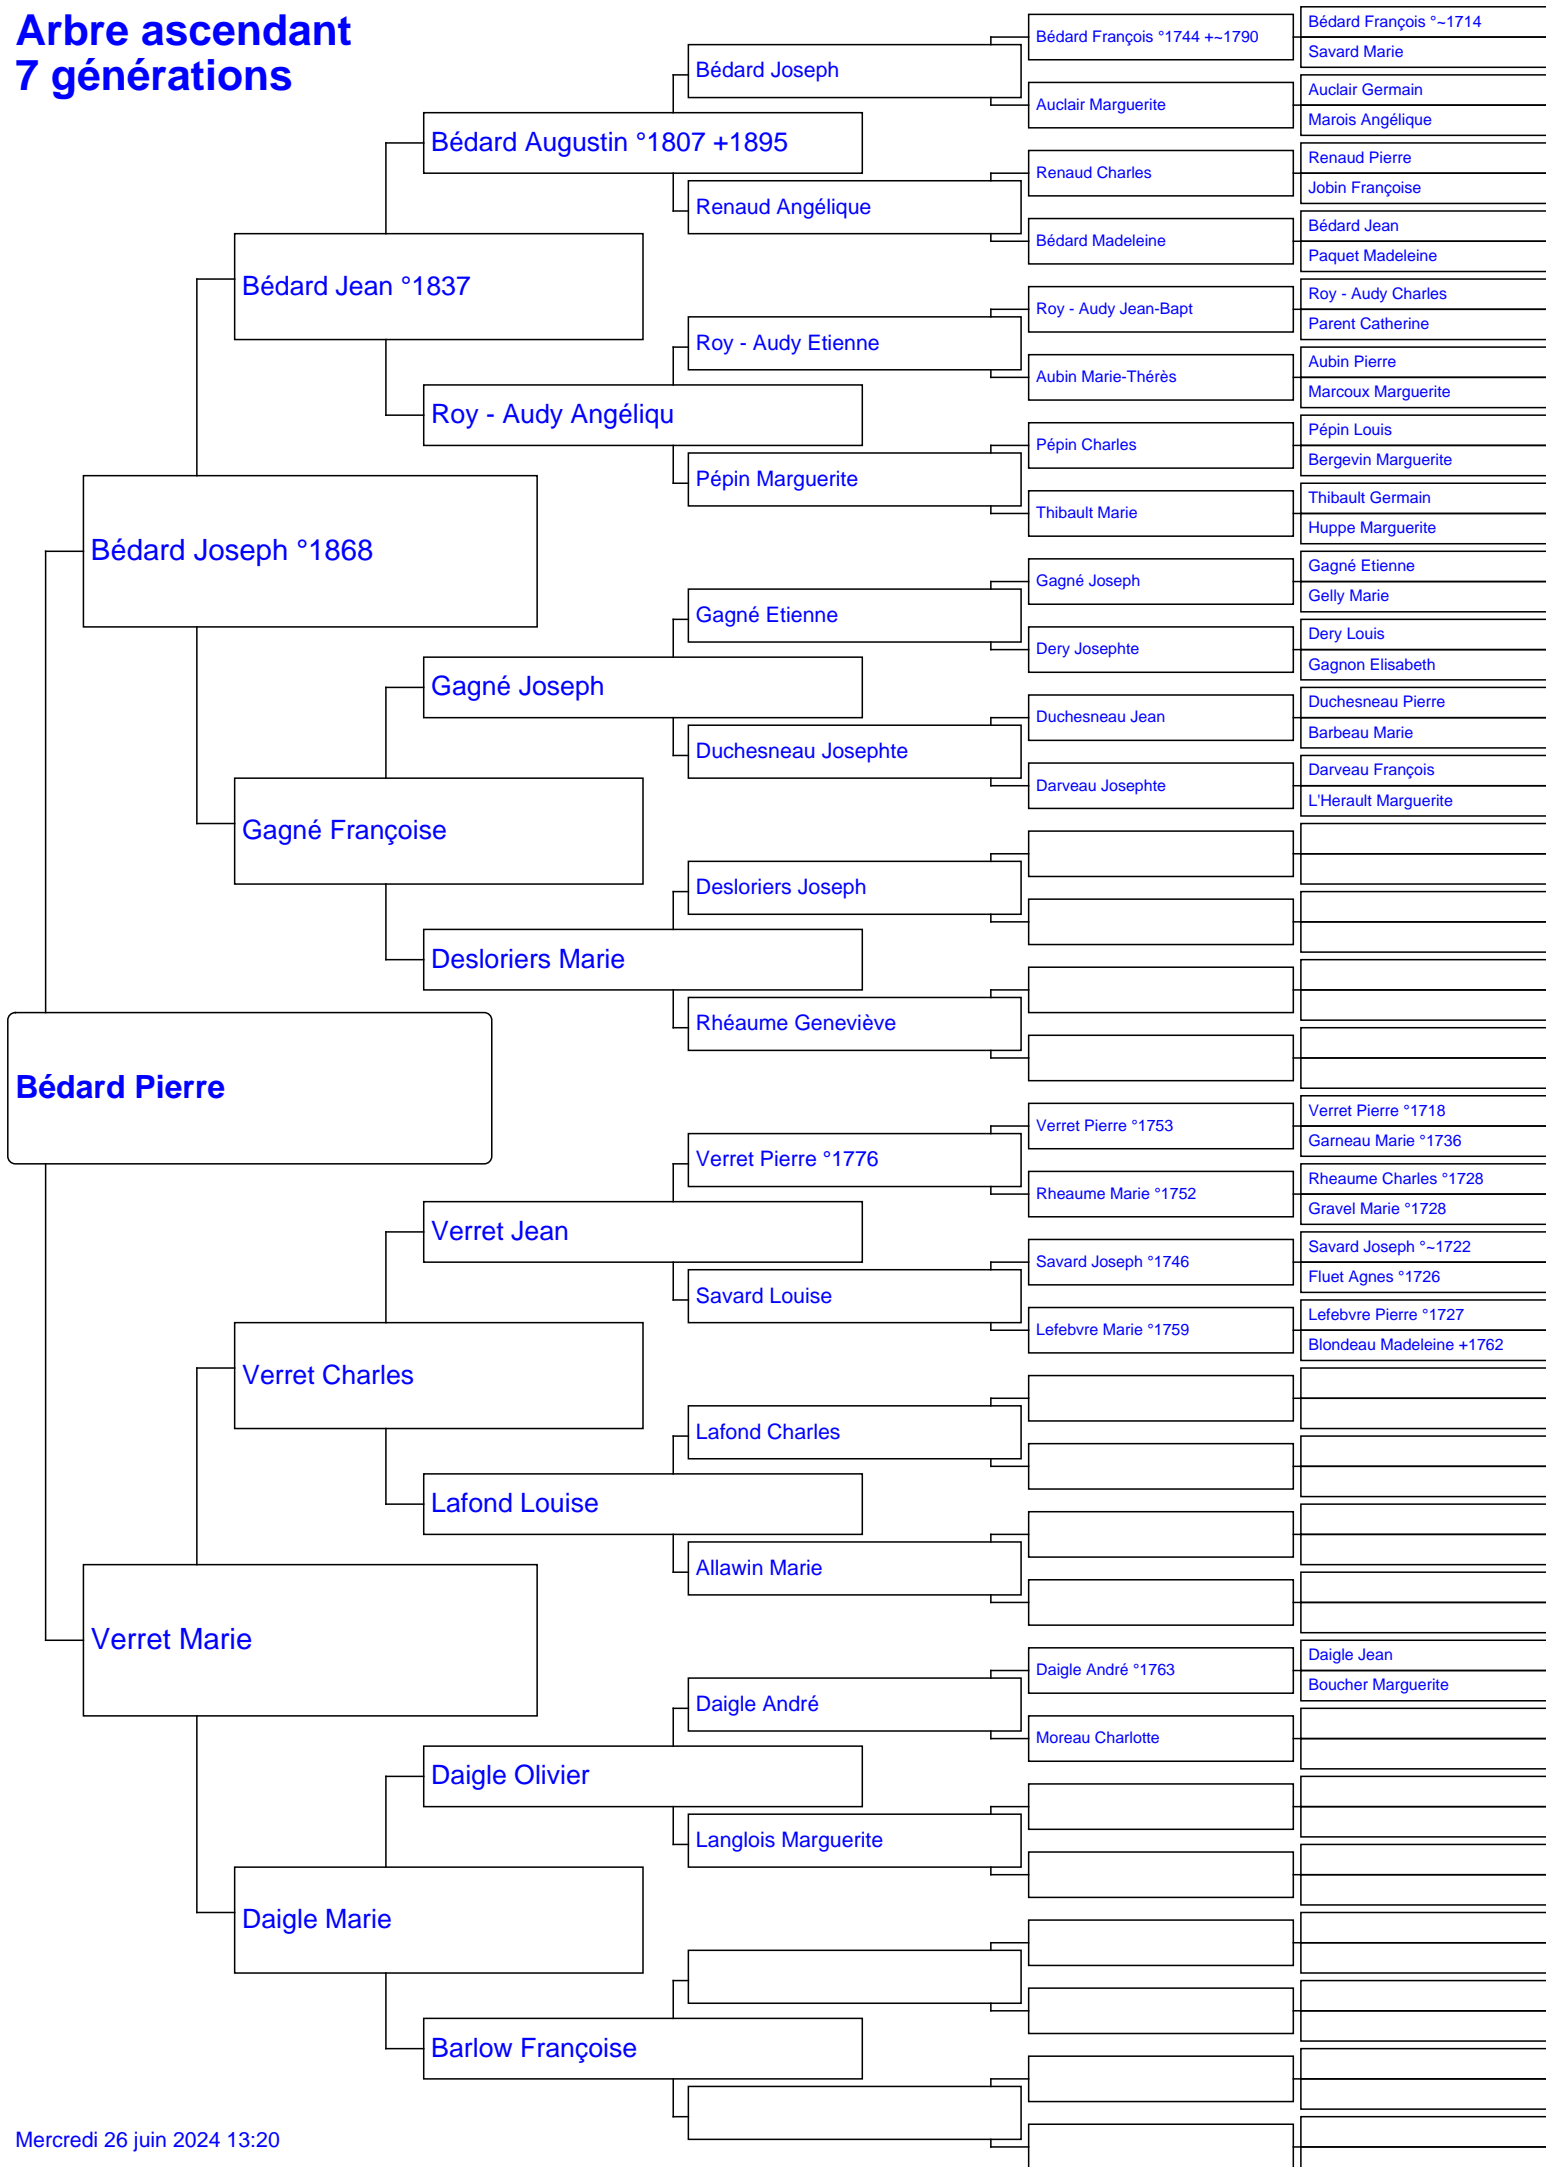 Arbre ascendant
7 générations
Bédard Pierre
Bédard Joseph °1868
Verret Marie
Bédard Jean °1837
Gagné Françoise
Verret Charles
Daigle Marie
Bédard Augustin °1807 +1895
Roy - Audy Angéliqu
Gagné Joseph
Desloriers Marie
Verret Jean
Lafond Louise
Daigle Olivier
Barlow Françoise
Bédard Joseph
Renaud Angélique
Roy - Audy Etienne
Pépin Marguerite
Gagné Etienne
Duchesneau Josephte
Desloriers Joseph
Rhéaume Geneviève
Verret Pierre °1776
Savard Louise
Lafond Charles
Allawin Marie
Daigle André
Langlois Marguerite
Bédard François °1744 +~1790
Auclair Marguerite
Renaud Charles
Bédard Madeleine
Roy - Audy Jean-Bapt
Aubin Marie-Thérès
Pépin Charles
Thibault Marie
Gagné Joseph
Dery Josephte
Duchesneau Jean
Darveau Josephte
Verret Pierre °1753
Rheaume Marie °1752
Savard Joseph °1746
Lefebvre Marie °1759
Daigle André °1763
Moreau Charlotte
Bédard François °~1714
Savard Marie
Auclair Germain
Marois Angélique
Renaud Pierre
Jobin Françoise
Bédard Jean
Paquet Madeleine
Roy - Audy Charles
Parent Catherine
Aubin Pierre
Marcoux Marguerite
Pépin Louis
Bergevin Marguerite
Thibault Germain
Huppe Marguerite
Gagné Etienne
Gelly Marie
Dery Louis
Gagnon Elisabeth
Duchesneau Pierre
Barbeau Marie
Darveau François
L'Herault Marguerite
Verret Pierre °1718
Garneau Marie °1736
Rheaume Charles °1728
Gravel Marie °1728
Savard Joseph °~1722
Fluet Agnes °1726
Lefebvre Pierre °1727
Blondeau Madeleine +1762
Daigle Jean
Boucher Marguerite
Mercredi 26 juin 2024 13:20